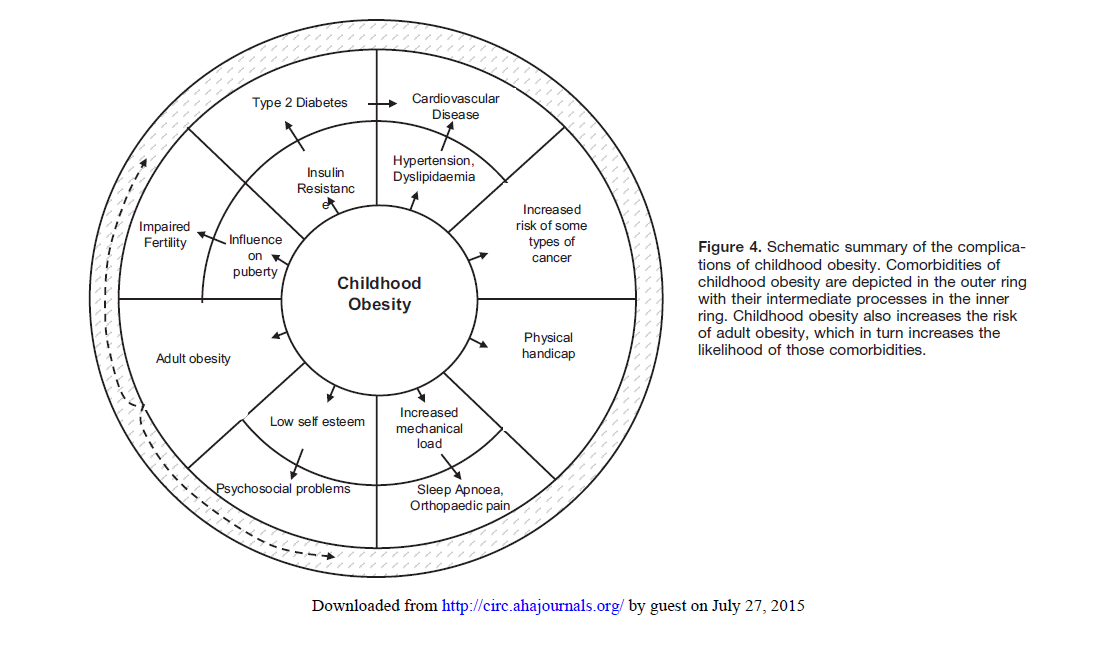 Type 2 Diabetes
Cardiovascular
Disease
Insulin
Resistanc
e
Hypertension,
Dyslipidaemia
Impaired
Fertility
Influence
on
puberty
Increased
risk of some
types of
cancer
Childhood
Obesity
Adult obesity
Physical
handicap
Low self esteem
Increased
mechanical
load
Psychosocial problems
Sleep Apnoea,
Orthopaedic pain
Figure 4. Schematic summary of the complica-
tions of childhood obesity. Comorbidities of
childhood obesity are depicted in the outer ring
with their intermediate processes in the inner
ring. Childhood obesity also increases the risk
of adult obesity, which in turn increases the
likelihood of those comorbidities.
Downloaded from http://circ.ahajournals.org/ by guest on July 27, 2015